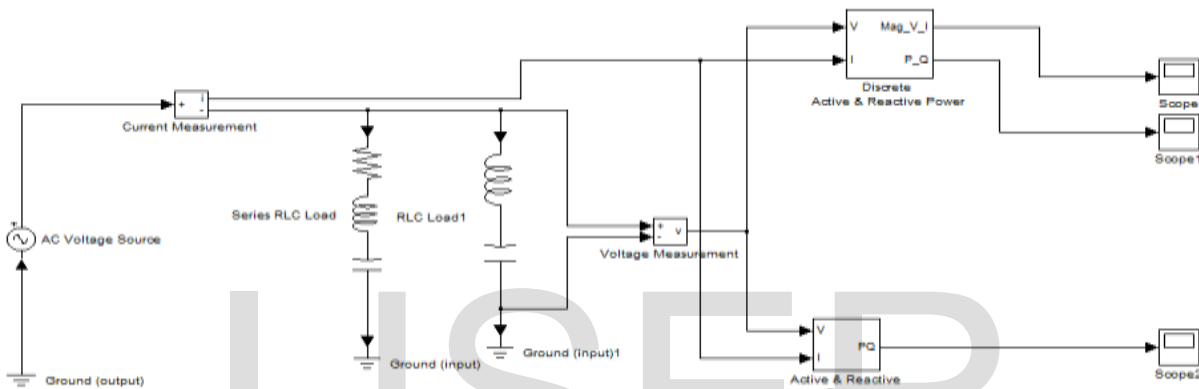 V
Mag_V_I
I
P_Q
Discrete
Active & Reactive Power
Scope
Scope1
+
i
-
Current Measurement
Series RLC Load
RLC Load1
+
-
v
Voltage Measurement
+
AC Voltage Source
V
I
PQ
Active & Reactive
Scope2
Ground (input)
Ground (input)1
Ground (output)